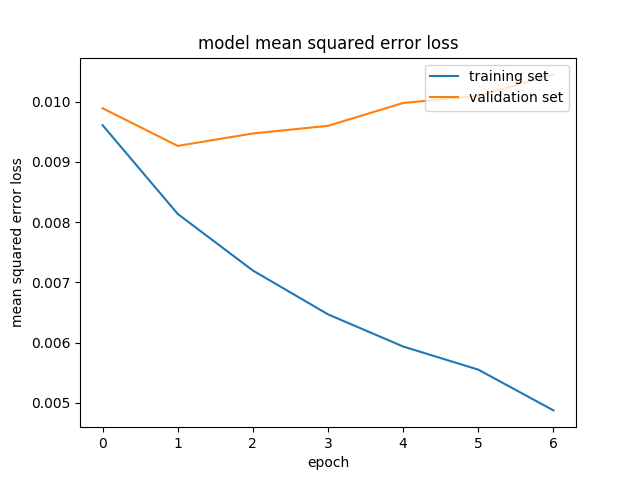 model mean squared error loss
training set
validation set
0.010
0.009
0.008
0.007
0.006
0.005
mean squared error loss
0 1 2 3 4 5 6
epoch